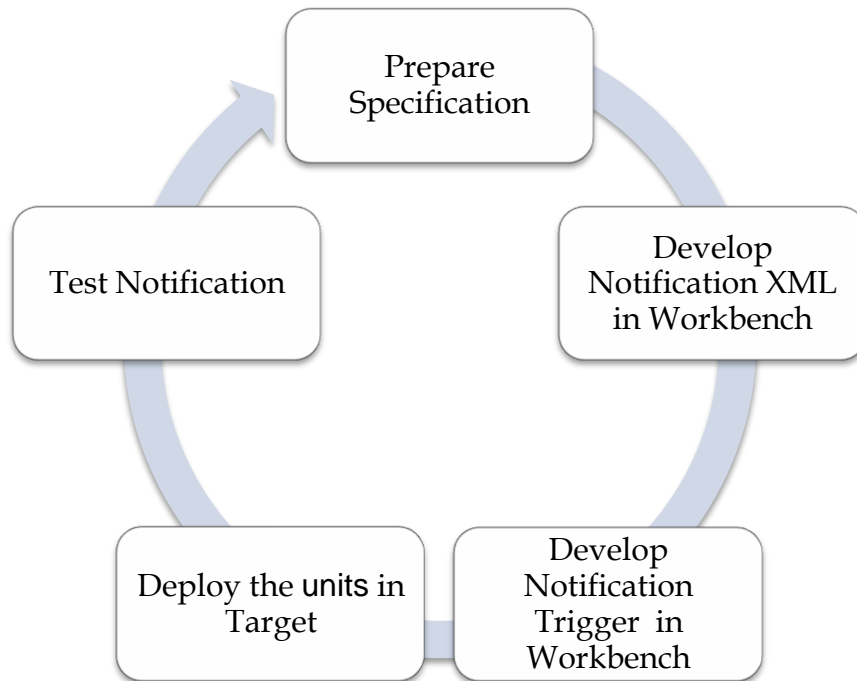 Prepare
Specification
Develop
Notification XML
in Workbench
Develop
Notification
Trigger in
Workbench
Deploy the units in
Target
Test Notification